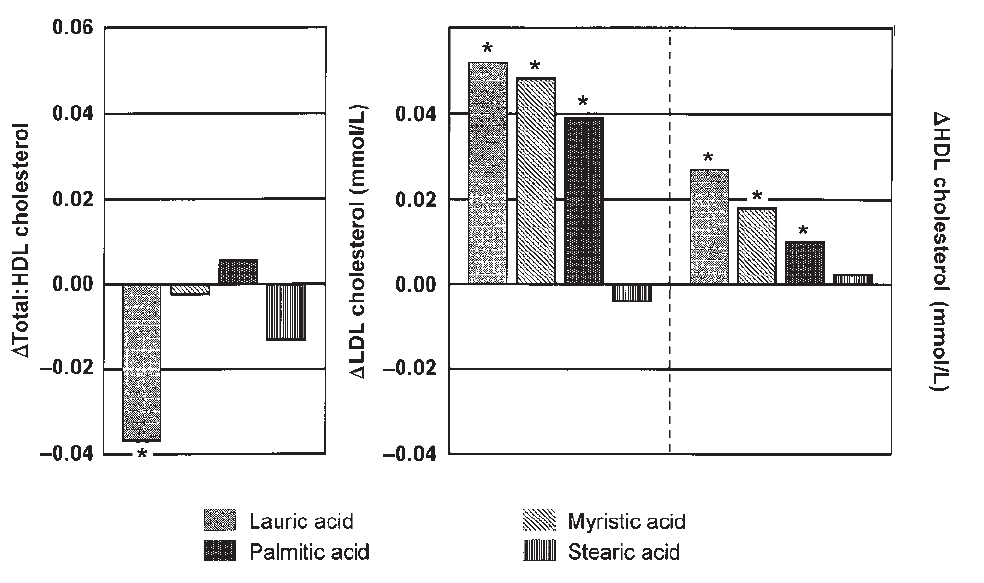 ΔTotal:HDL cholesterol
0.06
0.04
0.02
0.00
–0.02
–0.04
*
ΔLDL cholesterol (mmol/L)
0.04
0.02
0.00
–0.02
–0.04
* * *
* * *
ΔHDL cholesterol (mmol/L)
Lauric acid
Myristic acid
Palmitic acid
Stearic acid